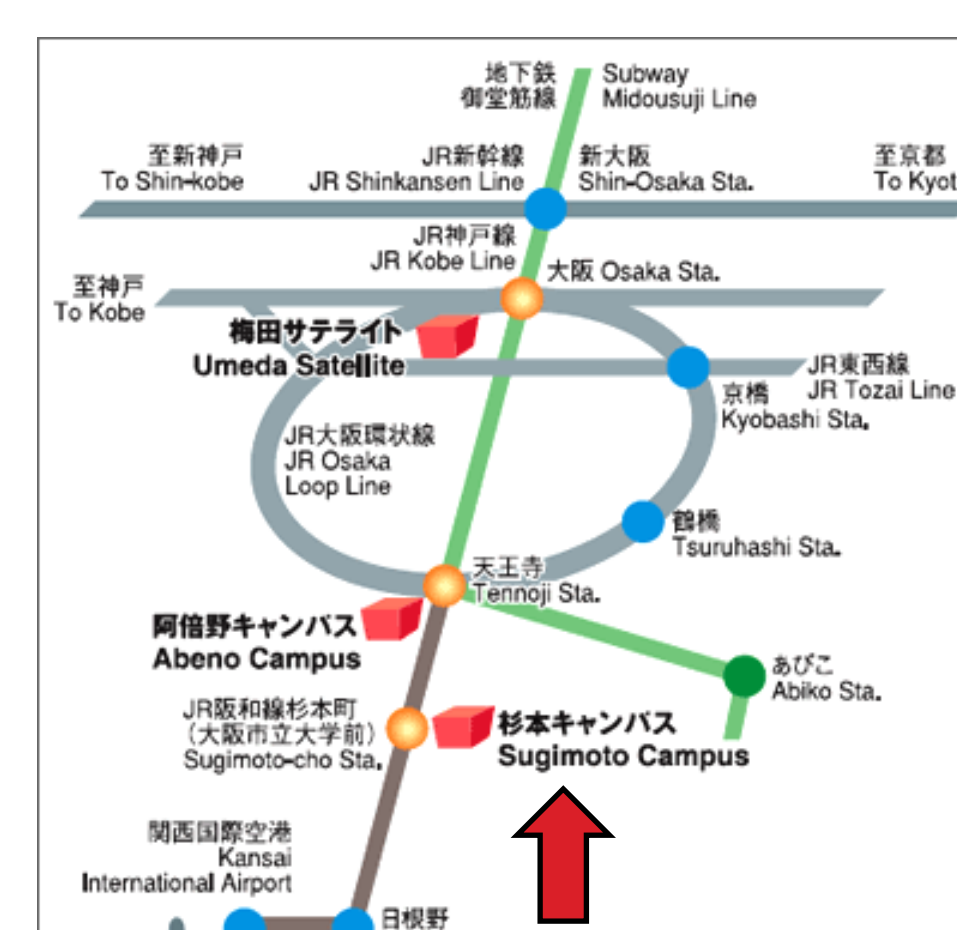 地下鉄
御堂筋線
Subway
Midousuji Line
至新神戸
To Shin-kobe
JR新幹線
JR Shinkansen Line
新大阪
Shin-Osaka Sta.
至京都
To Kyot
JR神戸線
JR Kobe Line
大阪 Osaka Sta.
至神戸
To Kobe
梅田サテライト
Umeda Satellite
JR東西線
JR Tozai Line
京橋
Kyobashi Sta.
JR大阪環状線
JR Osaka
Loop Line
鶴橋
Tsuruhashi Sta.
天王寺
Tennoji Sta.
阿倍野キャンパス
Abeno Campus
あびこ
Abiko Sta.
JR阪和線杉本町
(大阪市立大学前)
Sugimoto-cho Sta.
杉本キャンパス
Sugimoto Campus
関西国際空港
Kansai
International Airport
日根野